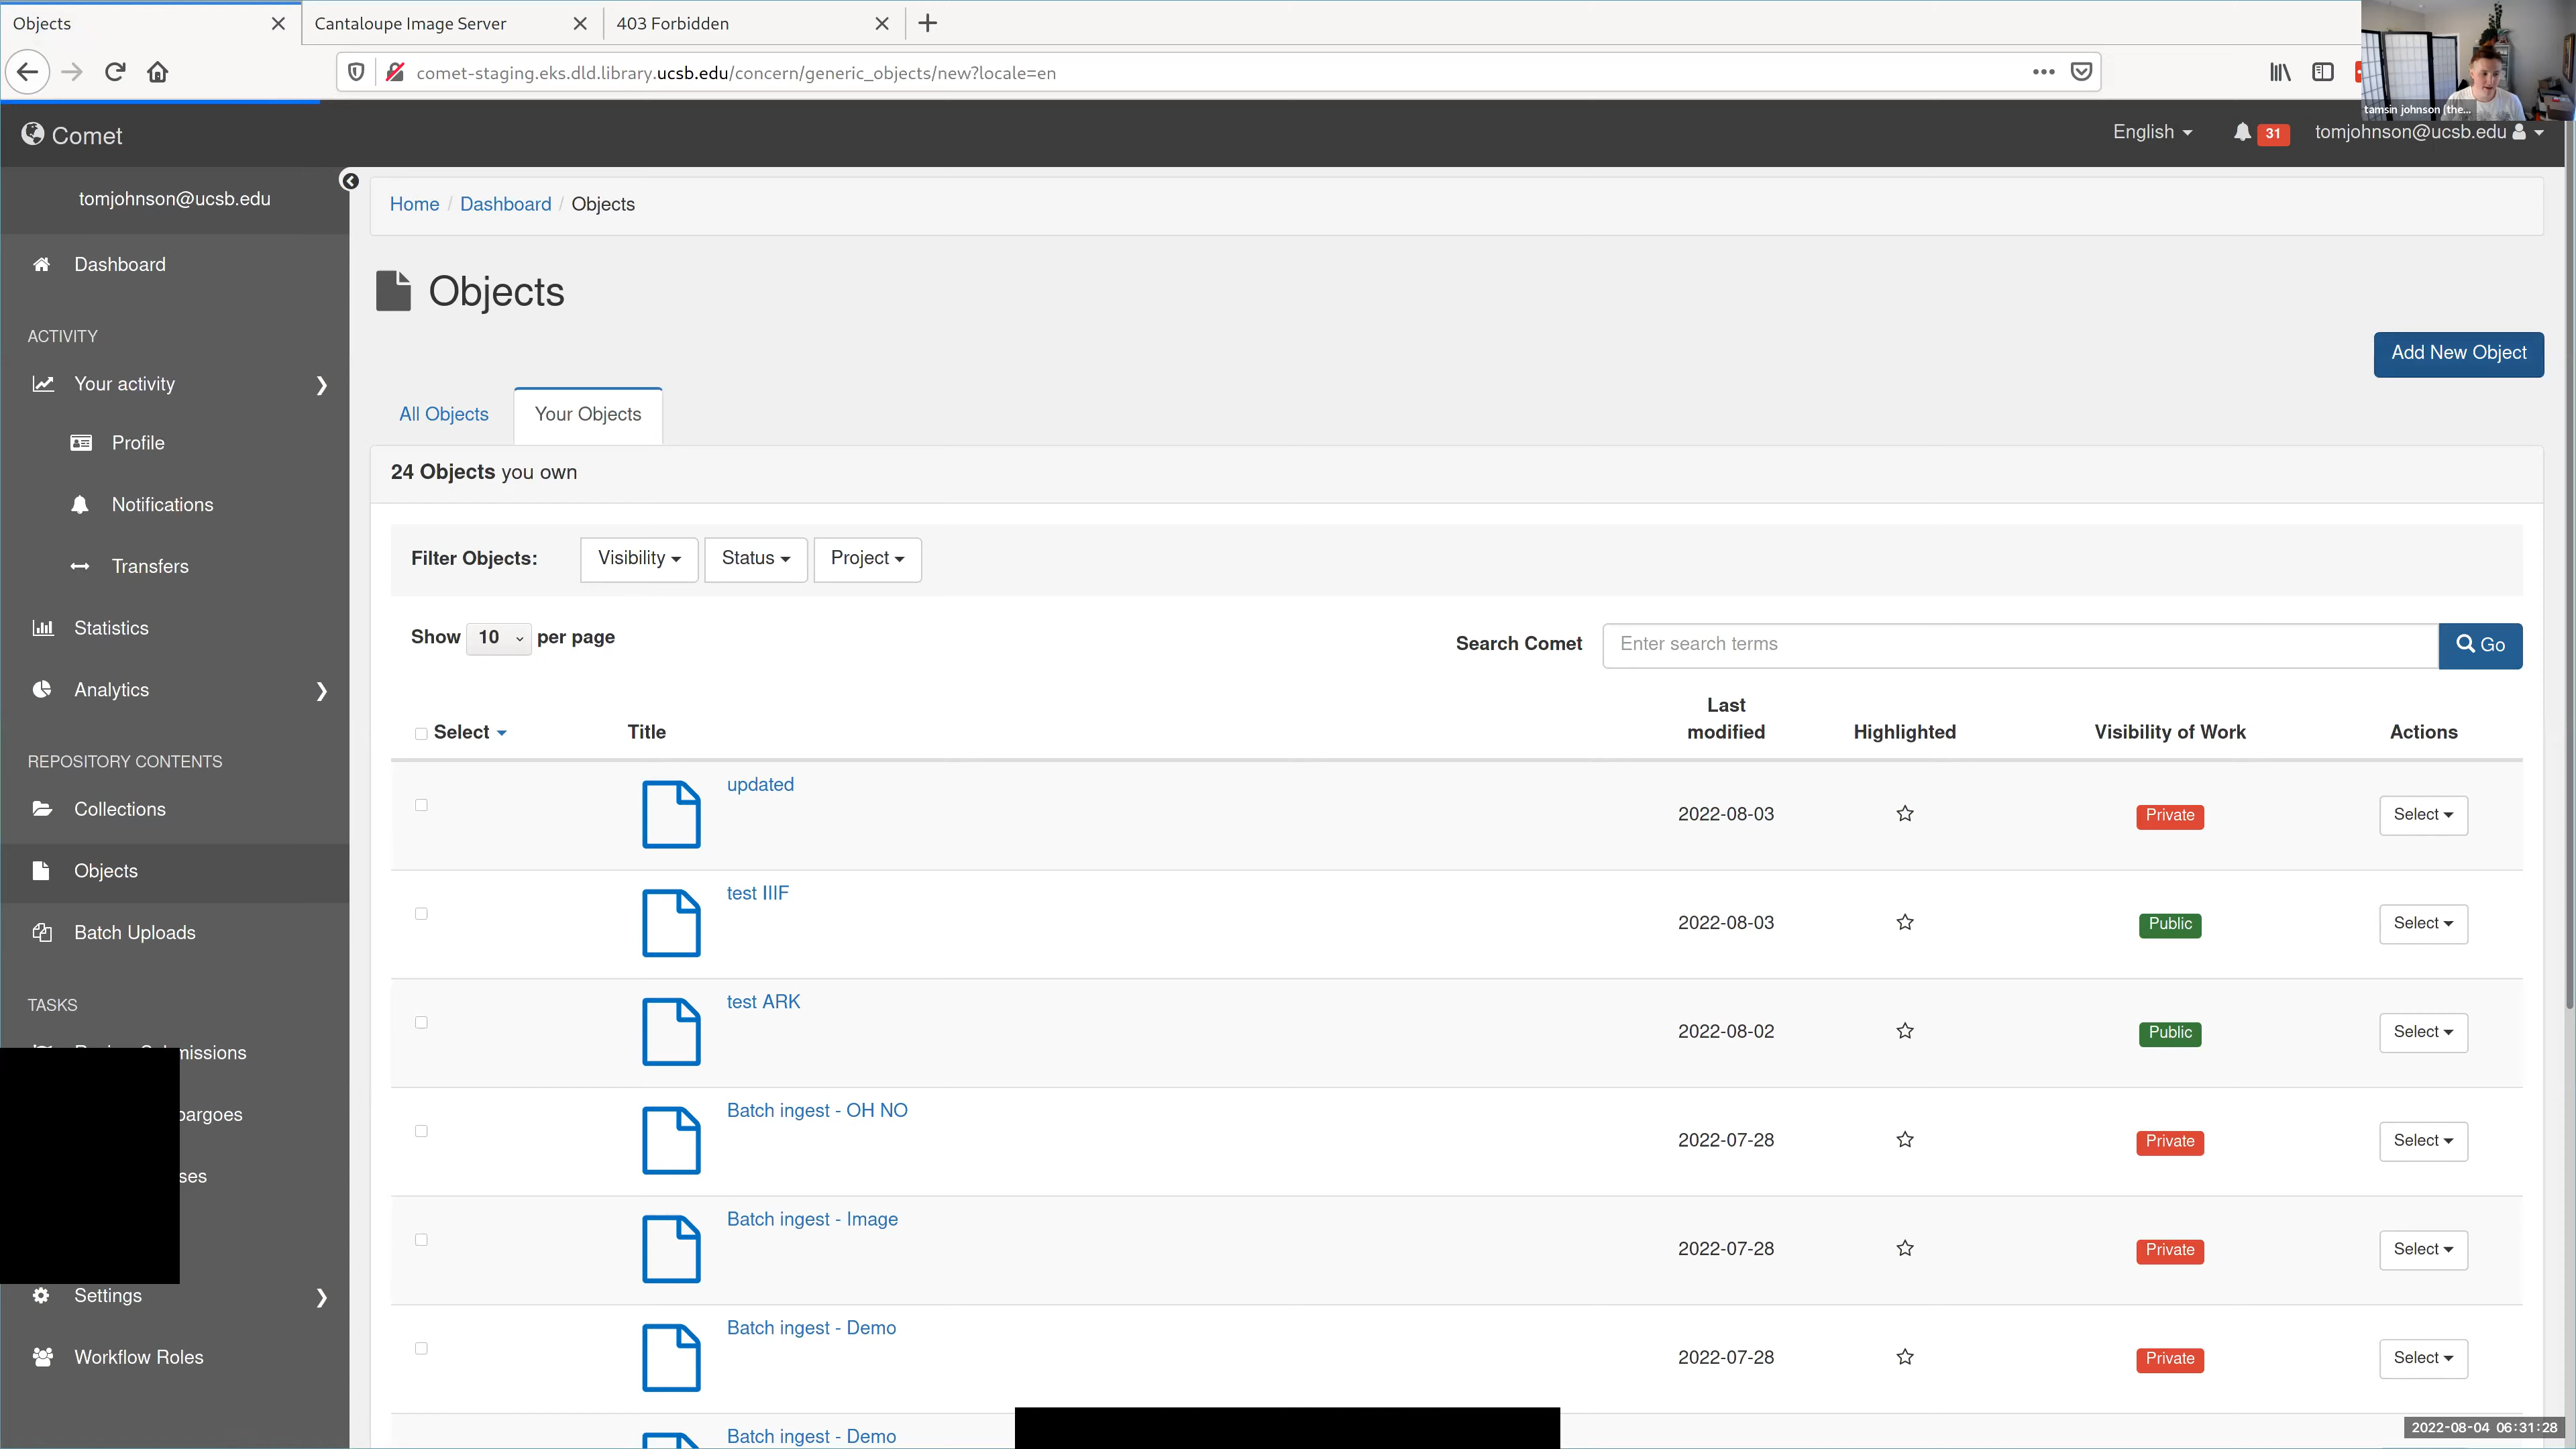 Objects
Cantaloupe Image Server
403 Forbidden
comet-staging.eks.dld.library.ucsb.edu/concern/generic_objects/new?locale=en
tamsin johnson (the...
Comet
English
31
tomjohnson@ucsb.edu
tomjohnson@ucsb.edu
Home / Dashboard / Objects
Dashboard
Objects
ACTIVITY
Add New Object
Your activity
All Objects
Your Objects
Profile
24 Objects you own
Notifications
Filter Objects:
Visibility
Status
Project
Transfers
Statistics
Show 10 per page
Search Comet
Enter search terms
Go
Analytics
Select
Title
Last
modified
Highlighted
Visibility of Work
Actions
REPOSITORY CONTENTS
Collections
updated
2022-08-03
Private
Select
Objects
test IIIF
2022-08-03
Public
Select
Batch Uploads
TASKS
test ARK
2022-08-02
Public
Select
missions
bargoes
Batch ingest - OH NO
2022-07-28
Private
Select
ses
Batch ingest - Image
2022-07-28
Private
Select
Settings
Batch ingest - Demo
2022-07-28
Private
Select
Workflow Roles
Batch ingest - Demo
2022-08-04 06:31:28